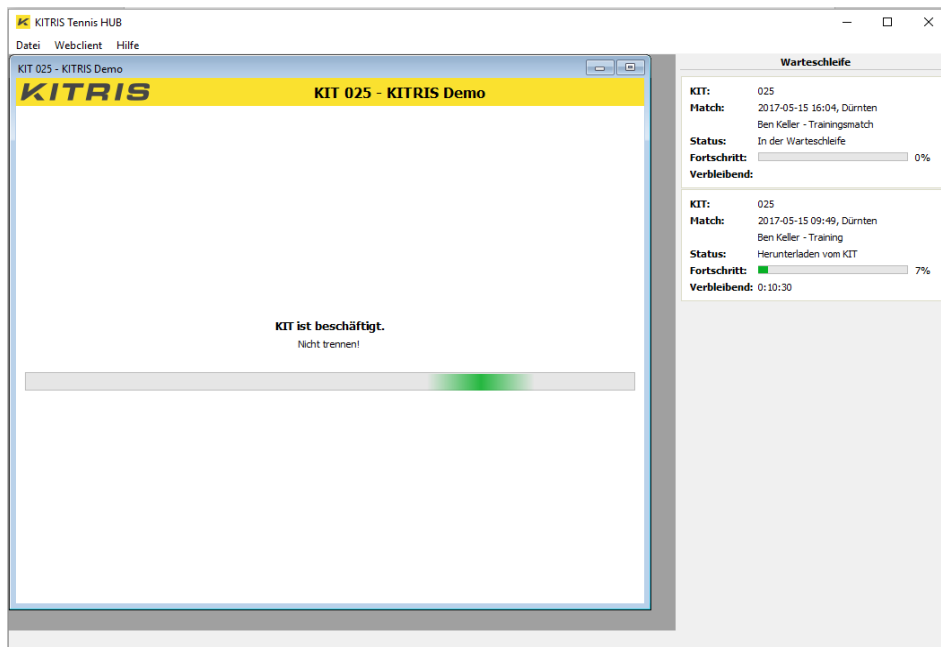 KITRIS Tennis HUB
Datei Webclient Hilfe
KIT 025 - KITRIS Demo
KITRIS
KIT 025 - KITRIS Demo
KIT ist beschäftigt.
Nicht trennen!
Warteschleife
KIT: 025
Match: 2017-05-15 16:04, Dürnten
Ben Keller - Trainingsmatch
Status: In der Warteschleife
Fortschritt: 0%
Verbleibend:
KIT: 025
Match: 2017-05-15 09:49, Dürnten
Ben Keller - Training
Status: Herunterladen vom KIT
Fortschritt: 7%
Verbleibend: 0:10:30